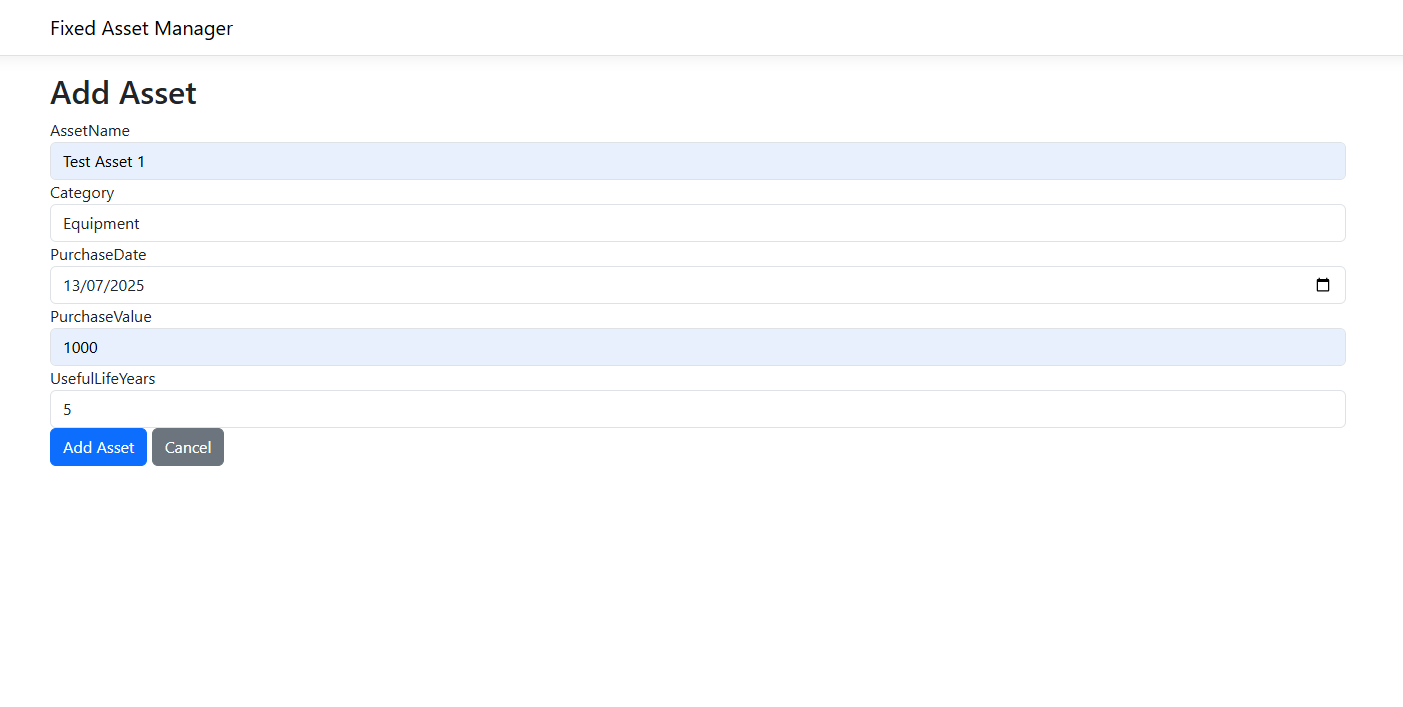 Fixed Asset Manager
Add Asset
AssetName
Test Asset 1
Category
Equipment
PurchaseDate
13/07/2025
PurchaseValue
1000
UsefulLifeYears
5
Add Asset Cancel